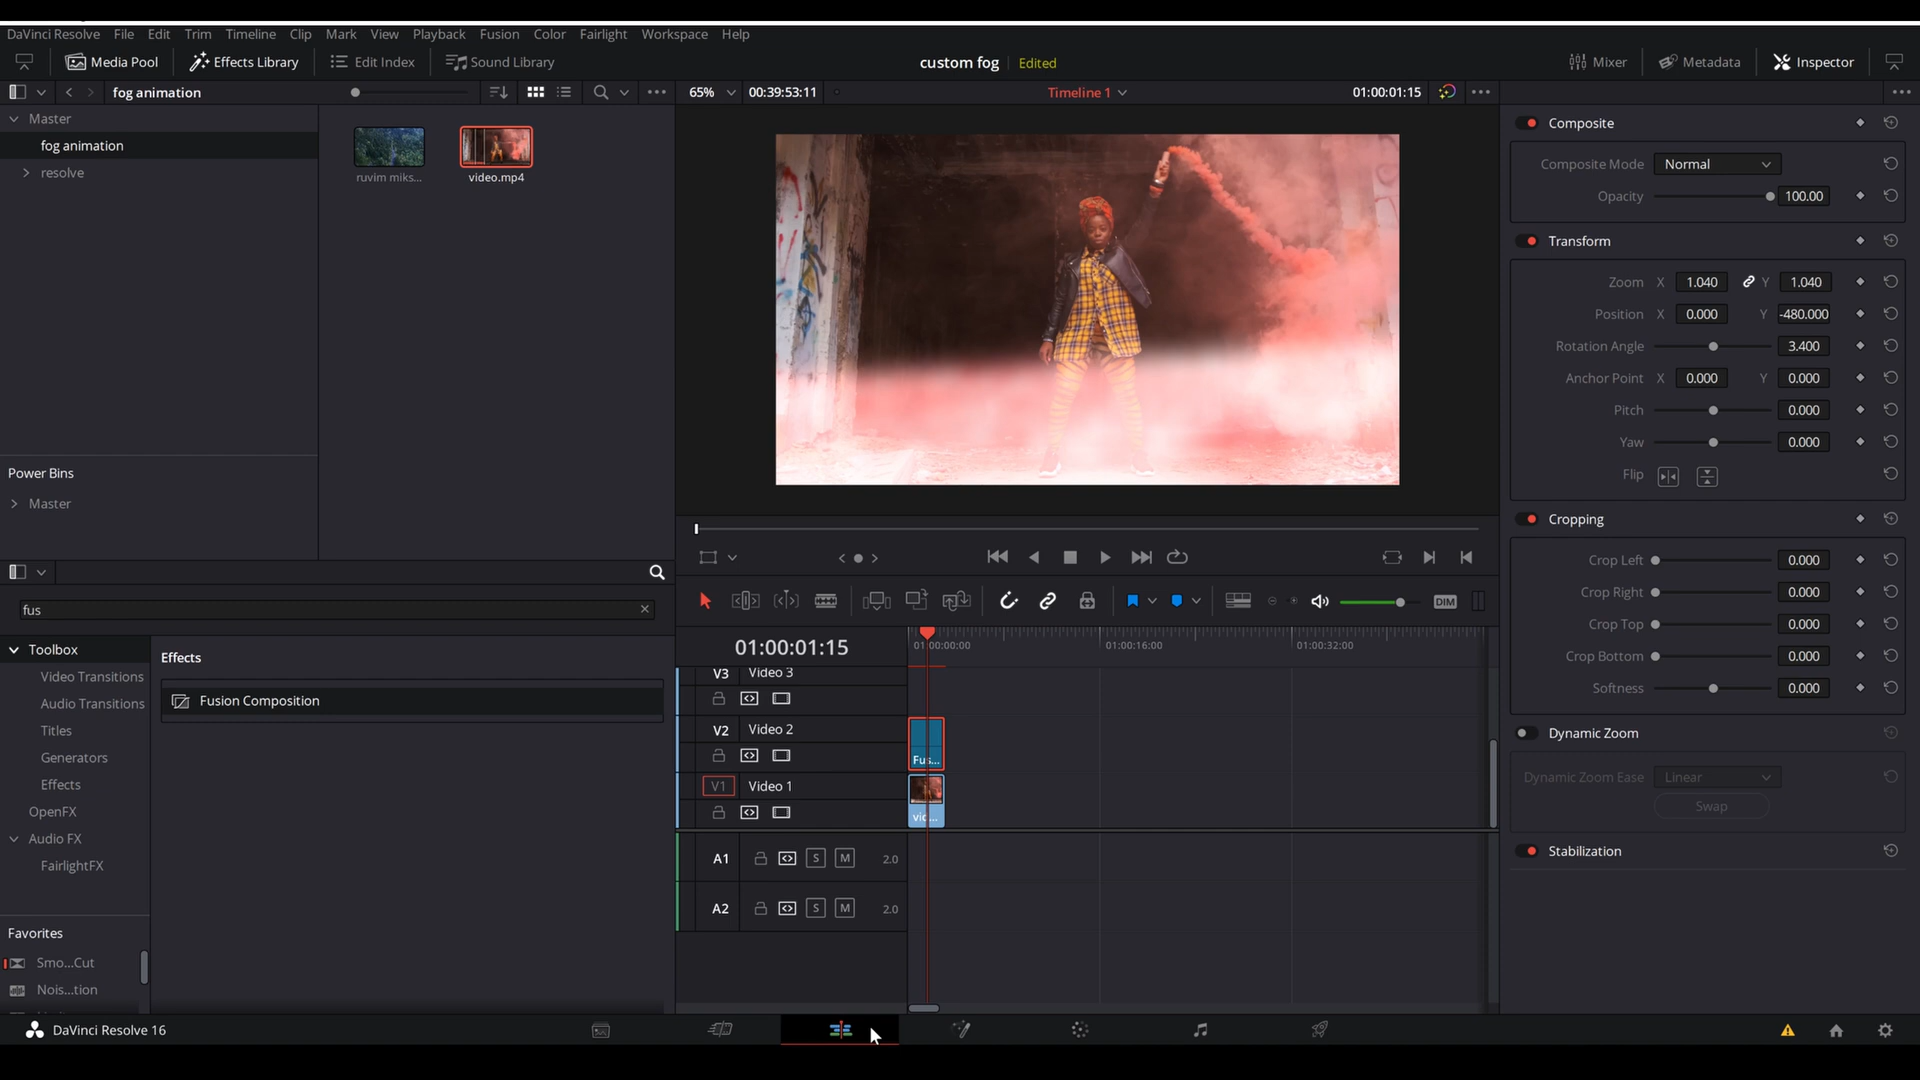 DaVinci Resolve File Edit Trim Timeline Clip Mark View Playback Fusion Color Fairlight Workspace Help
Media Pool Effects Library Edit Index Sound Library custom fog Edited Mixer Metadata Inspector
fog animation 65% 00:39:53:11 Timeline 1 01:00:01:15
Master
fog animation
resolve
ruvim miks... video.mp4
Power Bins
Master
fus
Toolbox
Video Transitions
Audio Transitions
Titles
Generators
Effects
OpenFX
Audio FX
FairlightFX
Favorites
Smo...Cut
Nois...tion
Effects
Fusion Composition
DIM
01:00:01:15 01:00:00:00 01:00:16:00 01:00:32:00
V3 Video 3
V2 Video 2
Fus...
V1 Video 1
vid...
A1 S M 2.0
A2 S M 2.0
Composite
Composite Mode Normal
Opacity 100.00
Transform
Zoom X 1.040 Y 1.040
Position X 0.000 Y -480.000
Rotation Angle 3.400
Anchor Point X 0.000 Y 0.000
Pitch 0.000
Yaw 0.000
Flip
Cropping
Crop Left 0.000
Crop Right 0.000
Crop Top 0.000
Crop Bottom 0.000
Softness 0.000
Dynamic Zoom
Dynamic Zoom Ease Linear
Swap
Stabilization
DaVinci Resolve 16